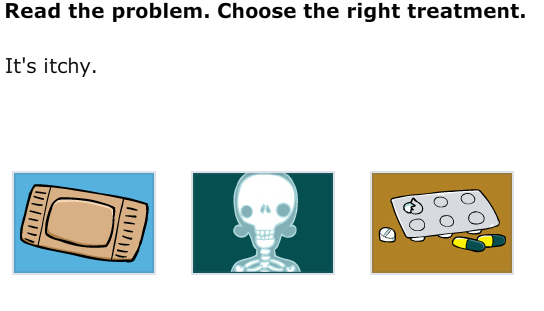 Read the problem. Choose the right treatment.
It's itchy.